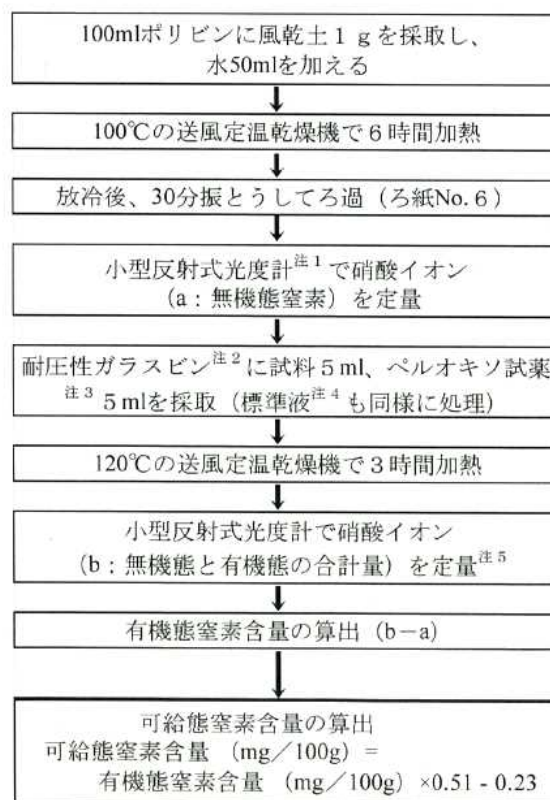 100mlポリビンに風乾土1gを採取し、
水50mlを加える
100℃の送風定温乾燥機で6時間加熱
放冷後、30分振とうしてろ過(ろ紙No.6)
小型反射式光度計注1で硝酸イオン
(a:無機態窒素)を定量
耐圧性ガラスビン注2に試料5ml、ペルオキソ試薬
注3 5mlを採取(標準液注4も同様に処理)
120℃の送風定温乾燥機で3時間加熱
小型反射式光度計で硝酸イオン
(b:無機態と有機態の合計量)を定量注5
有機態窒素含量の算出(b-a)
可給態窒素含量の算出
可給態窒素含量 (mg/100g) =
有機態窒素含量 (mg/100g) ×0.51 - 0.23